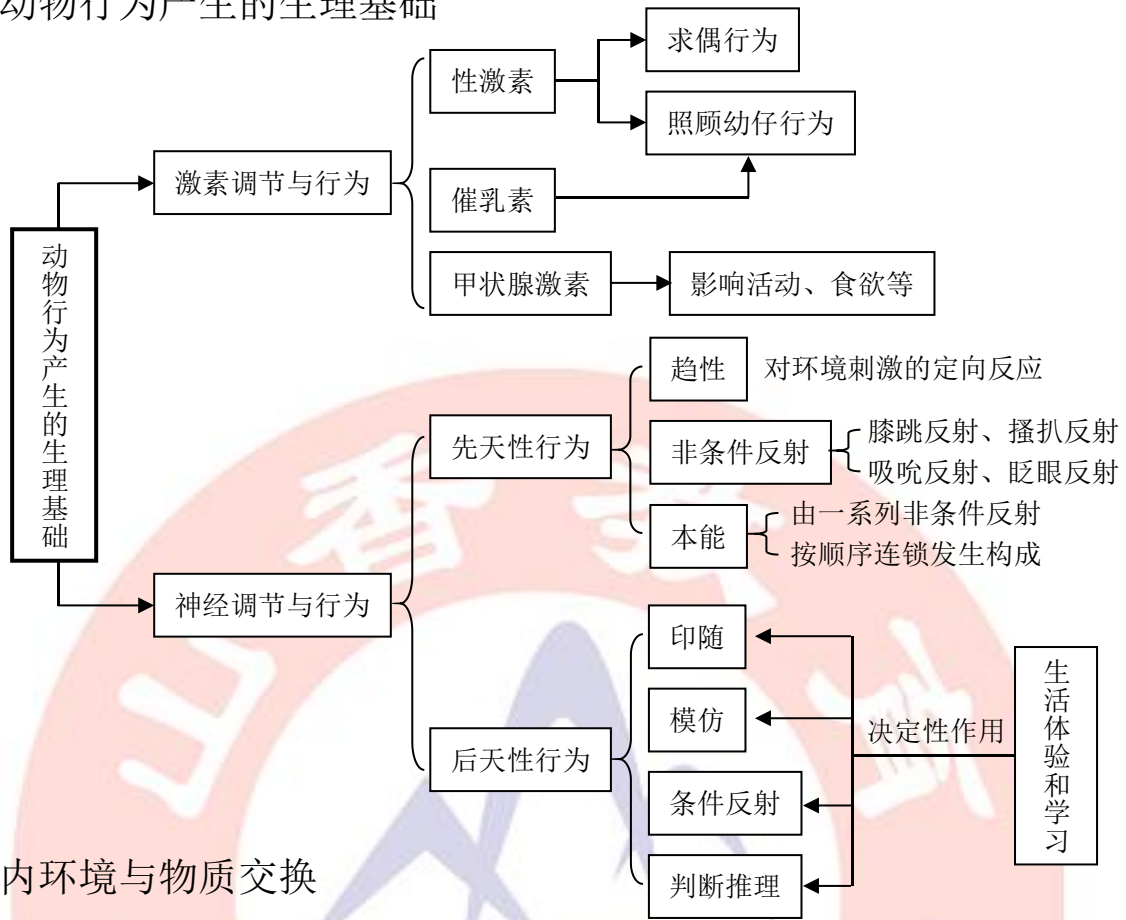 动物行为产生的生理基础
动物行为产生的生理基础
激素调节与行为
性激素
求偶行为
照顾幼仔行为
催乳素
甲状腺激素
影响活动、食欲等
神经调节与行为
先天性行为
趋性 对环境刺激的定向反应
非条件反射
膝跳反射、搔扒反射
吸吮反射、眨眼反射
本能
由一系列非条件反射
按顺序连锁发生构成
后天性行为
印随
模仿
条件反射
判断推理
决定性作用
生活体验和学习
内环境与物质交换